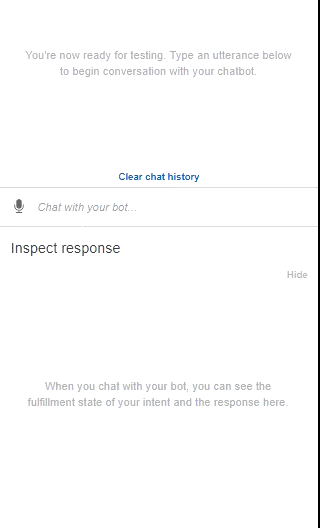 You're now ready for testing. Type an utterance below
to begin conversation with your chatbot.
Clear chat history
Chat with your bot...
Inspect response
Hide
When you chat with your bot, you can see the
fulfillment state of your intent and the response here.